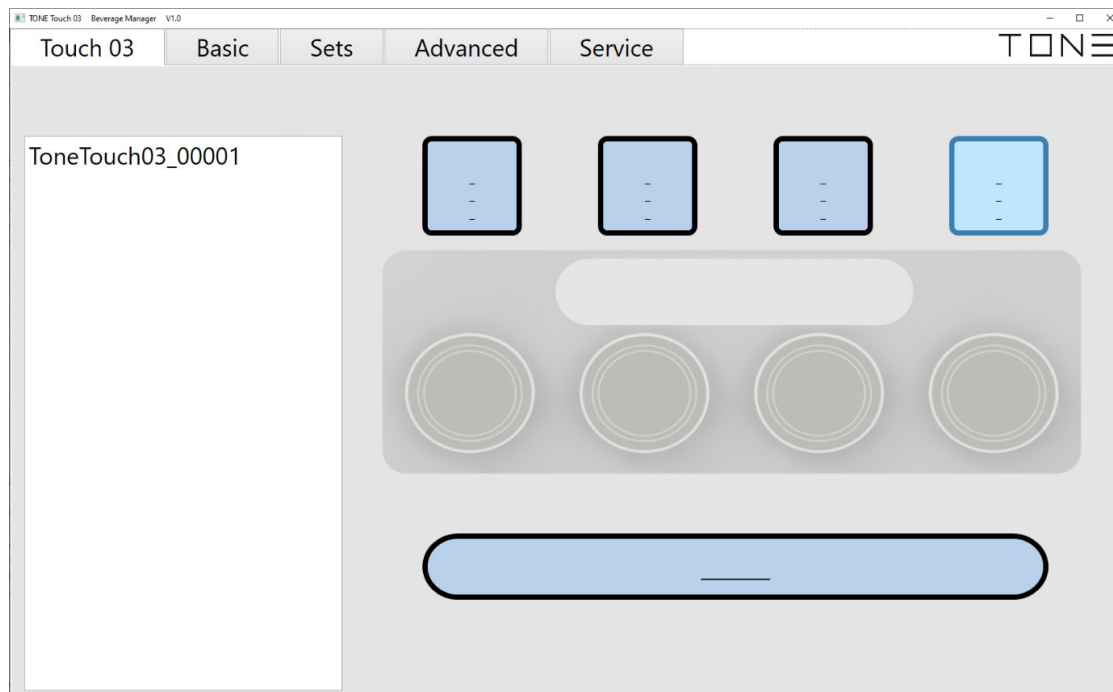 TONE Touch 03 Beverage Manager V1.0
Touch 03 Basic Sets Advanced Service TONE
ToneTouch03_00001
– – – –
– – – –
– – – –